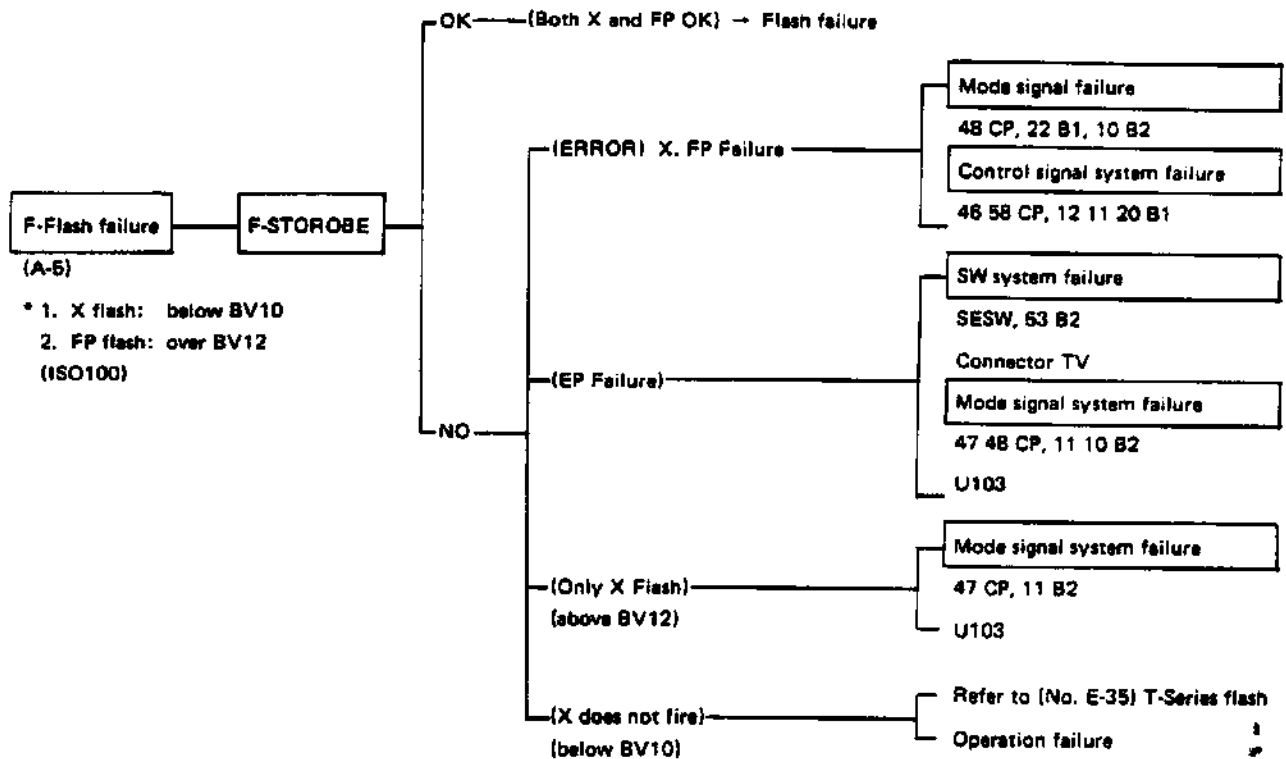 OK (Both X and FP OK) → Flash failure
Mode signal failure
48 CP, 22 B1, 10 B2
(ERROR) X. FP Failure
Control signal system failure
46 58 CP, 12 11 20 B1
F-Flash failure
F-STOROBE
(A-5)
* 1. X flash: below BV10
2. FP flash: over BV12
(ISO100)
SW system failure
SESW, 53 B2
Connector TV
(EP Failure)
Mode signal system failure
47 48 CP, 11 10 B2
U103
NO
Mode signal system failure
(Only X Flash)
47 CP, 11 B2
(above BV12)
U103
Refer to (No. E-35) T-Series flash
(X does not fire)
Operation failure
(below BV10)